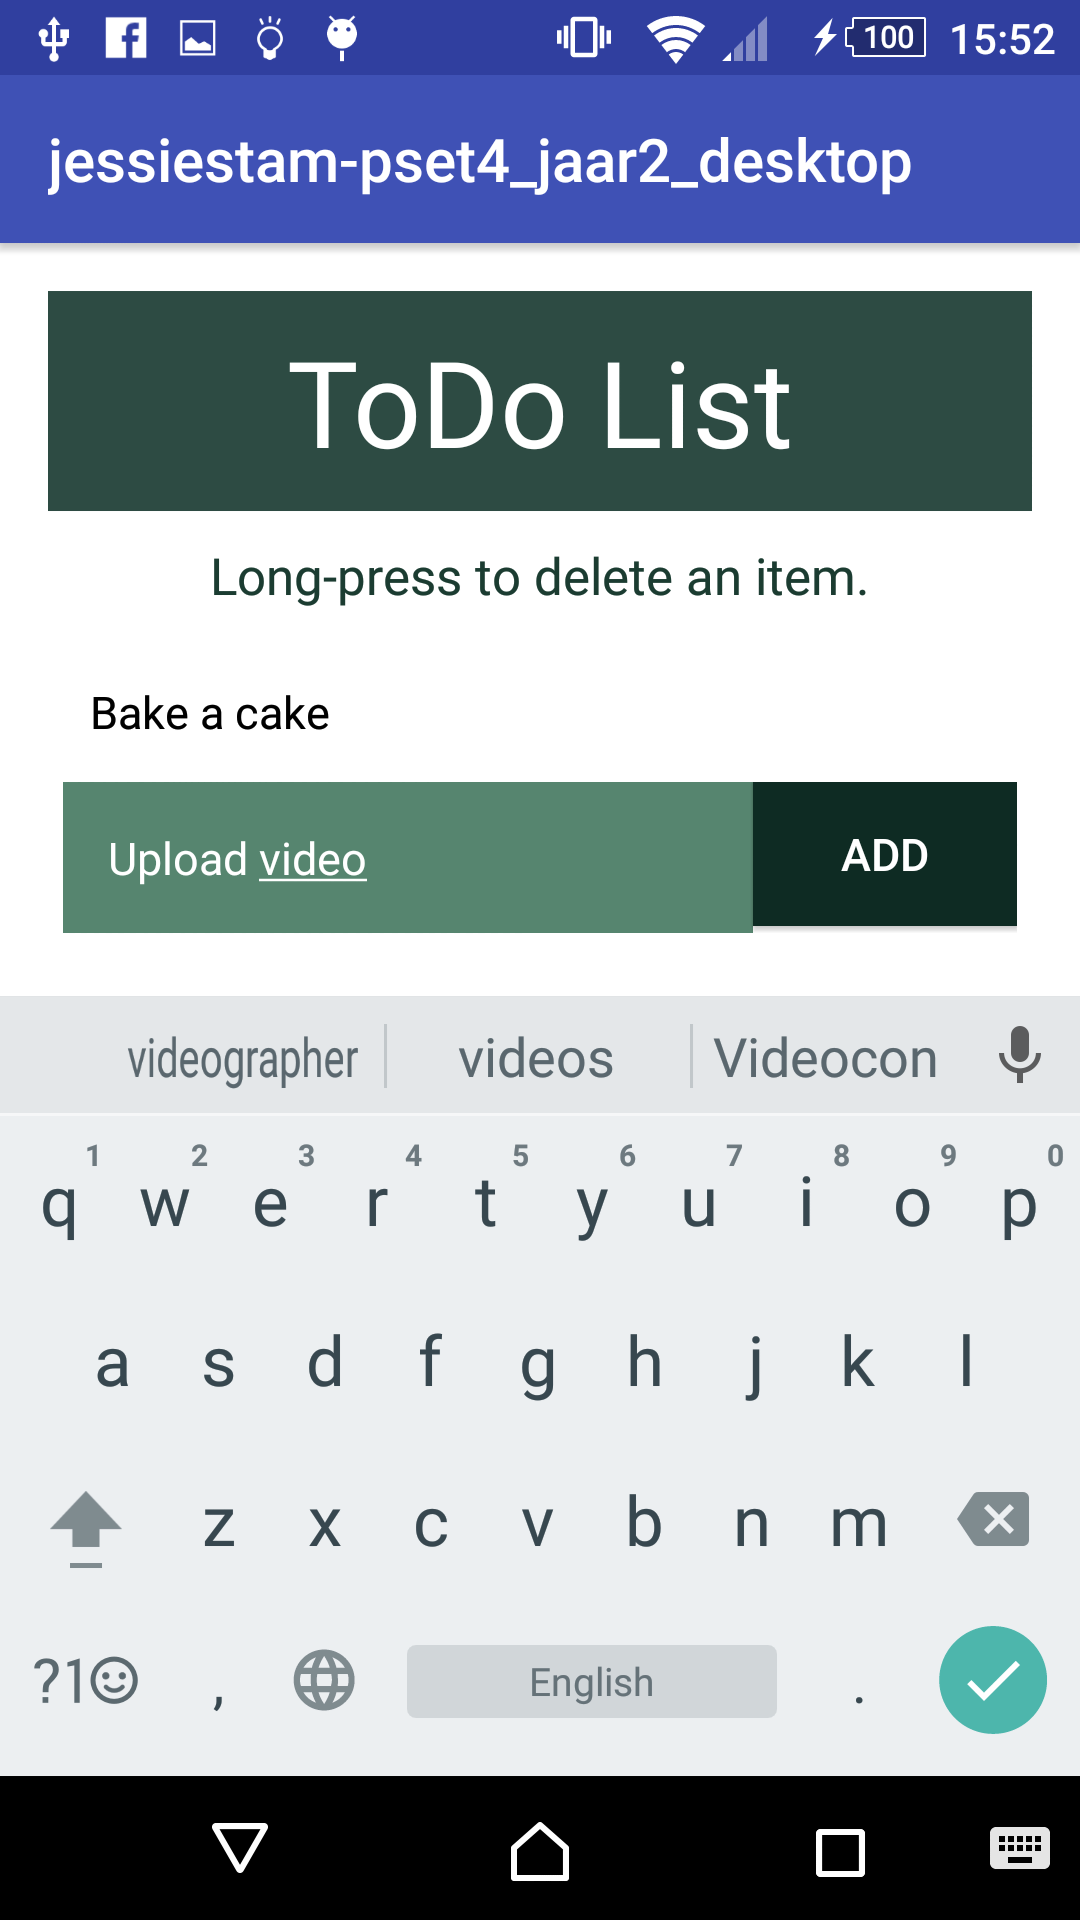 100 15:52
jessiestam-pset4_jaar2_desktop
ToDo List
Long-press to delete an item.
Bake a cake
Upload video ADD
videographer videos Videocon
1 2 3 4 5 6 7 8 9 0
q w e r t y u i o p
a s d f g h j k l
z x c v b n m
?1 , English .